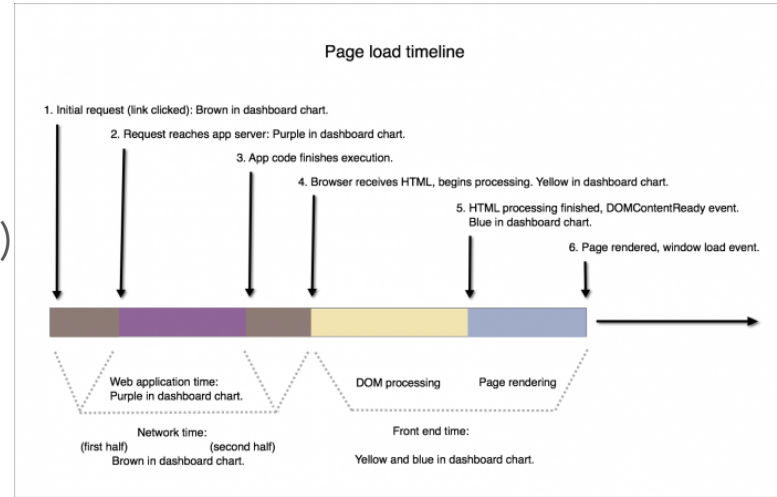 Page load timeline
1. Initial request (link clicked): Brown in dashboard chart.
2. Request reaches app server: Purple in dashboard chart.
3. App code finishes execution.
4. Browser receives HTML, begins processing. Yellow in dashboard chart.
5. HTML processing finished, DOMContentReady event.
Blue in dashboard chart.
6. Page rendered, window load event.
)
Web application time:
Purple in dashboard chart.
DOM processing
Page rendering
Network time:
(first half) (second half)
Brown in dashboard chart.
Front end time:
Yellow and blue in dashboard chart.